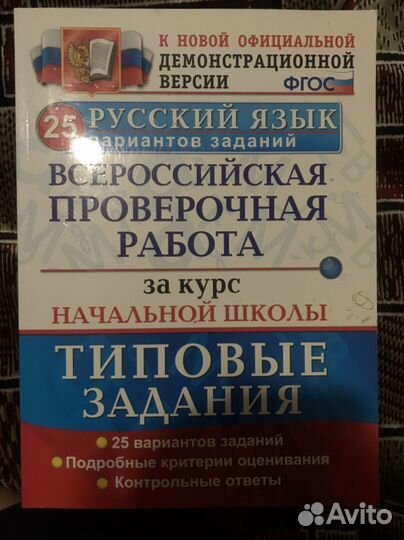 К НОВОЙ ОФИЦИАЛЬНОЙ
ДЕМОНСТРАЦИОННОЙ
ВЕРСИИ
ФГОС
25 РУССКИЙ ЯЗЫК
вариантов заданий
ВСЕРОССИЙСКАЯ
ПРОВЕРОЧНАЯ
РАБОТА
за курс
НАЧАЛЬНОЙ ШКОЛЫ
ТИПОВЫЕ
ЗАДАНИЯ
25 вариантов заданий
Подробные критерии оценивания
Контрольные ответы
Avito